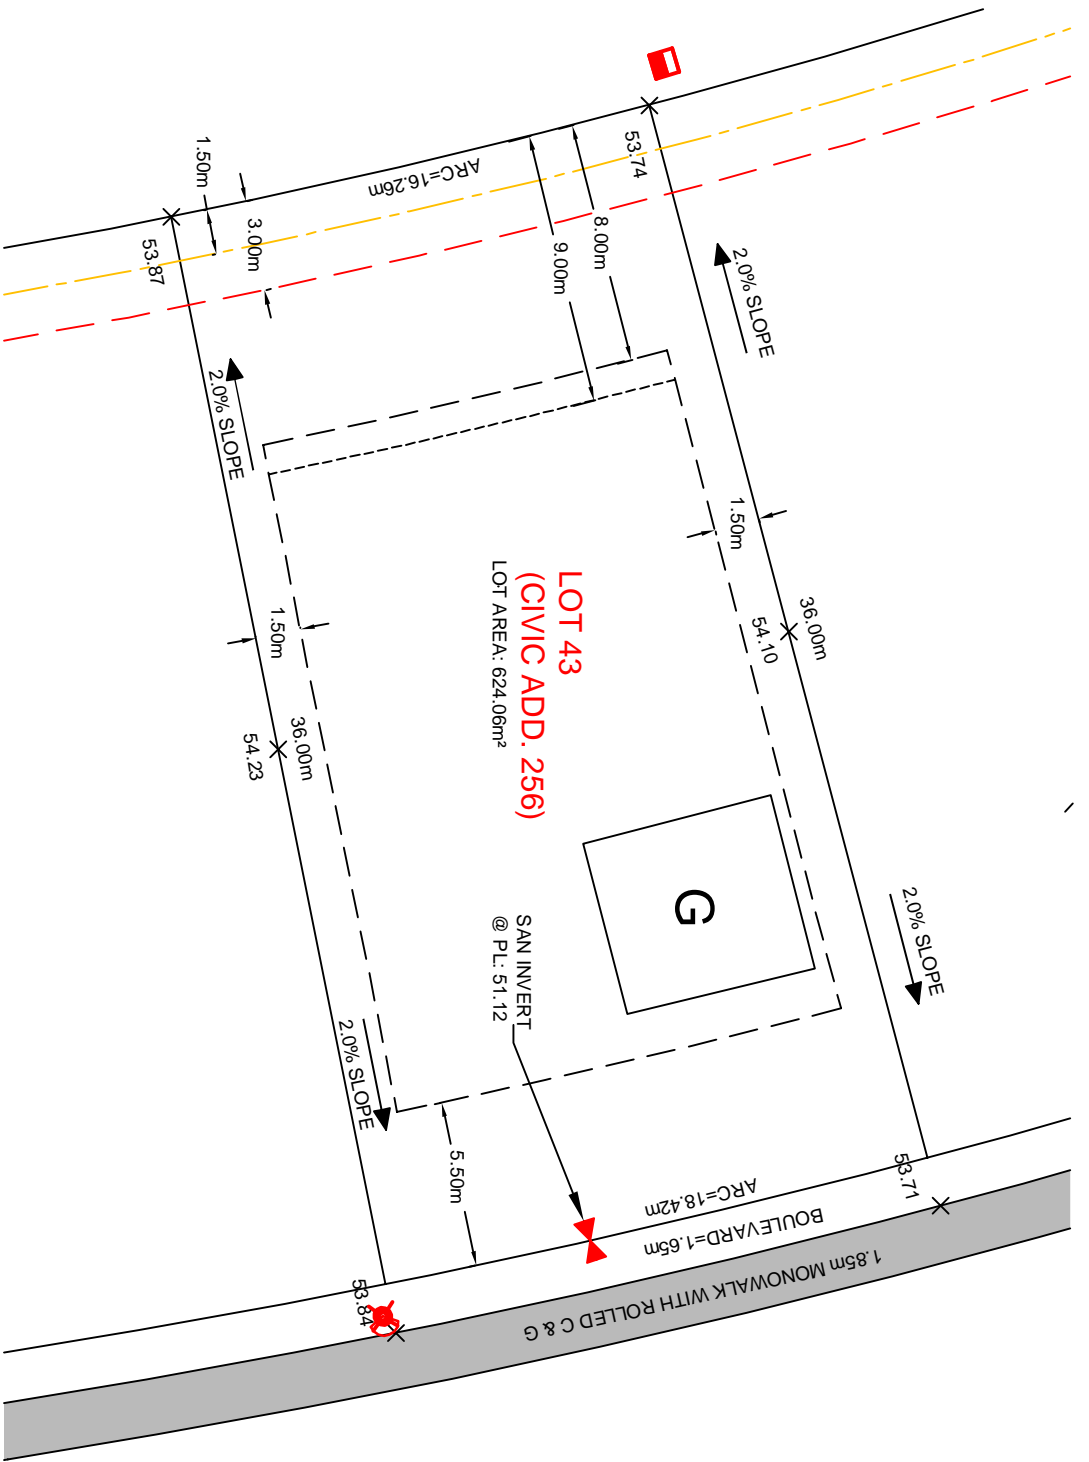 53.74
ARC=16.26m
1.50m
3.00m
53.87
8.00m
9.00m
2.0% SLOPE
2.0% SLOPE
1.50m
1.50m
36.00m
54.10
36.00m
54.23
LOT 43
(CIVIC ADD. 256)
LOT AREA: 624.06m²
G
SAN INVERT
@ PL: 51.12
2.0% SLOPE
2.0% SLOPE
5.50m
53.71
ARC=18.42m
BOULEVARD=1.65m
1.85m MONOWALK WITH ROLLED C & G
53.84